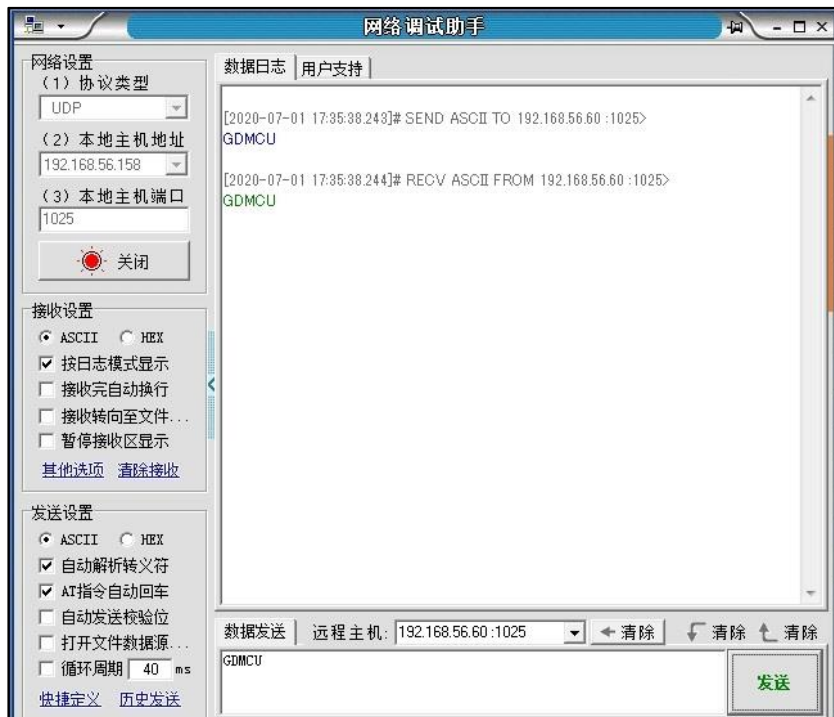 网络调试助手
网络设置
(1) 协议类型
UDP
(2) 本地主机地址
192.168.56.158
(3) 本地主机端口
1025
关闭
接收设置
ASCII HEX
按日志模式显示
接收完自动换行
接收转向至文件...
暂停接收区显示
其他选项 清除接收
发送设置
ASCII HEX
自动解析转义符
AT指令自动回车
自动发送校验位
打开文件数据源...
循环周期 40 ms
快捷定义 历史发送
数据日志 用户支持
[2020-07-01 17:35:38.243]# SEND ASCII TO 192.168.56.60 :1025>
GDMCU
[2020-07-01 17:35:38.244]# RECV ASCII FROM 192.168.56.60 :1025>
GDMCU
数据发送 远程主机: 192.168.56.60 :1025 清除 清除 清除
GDMCU
发送